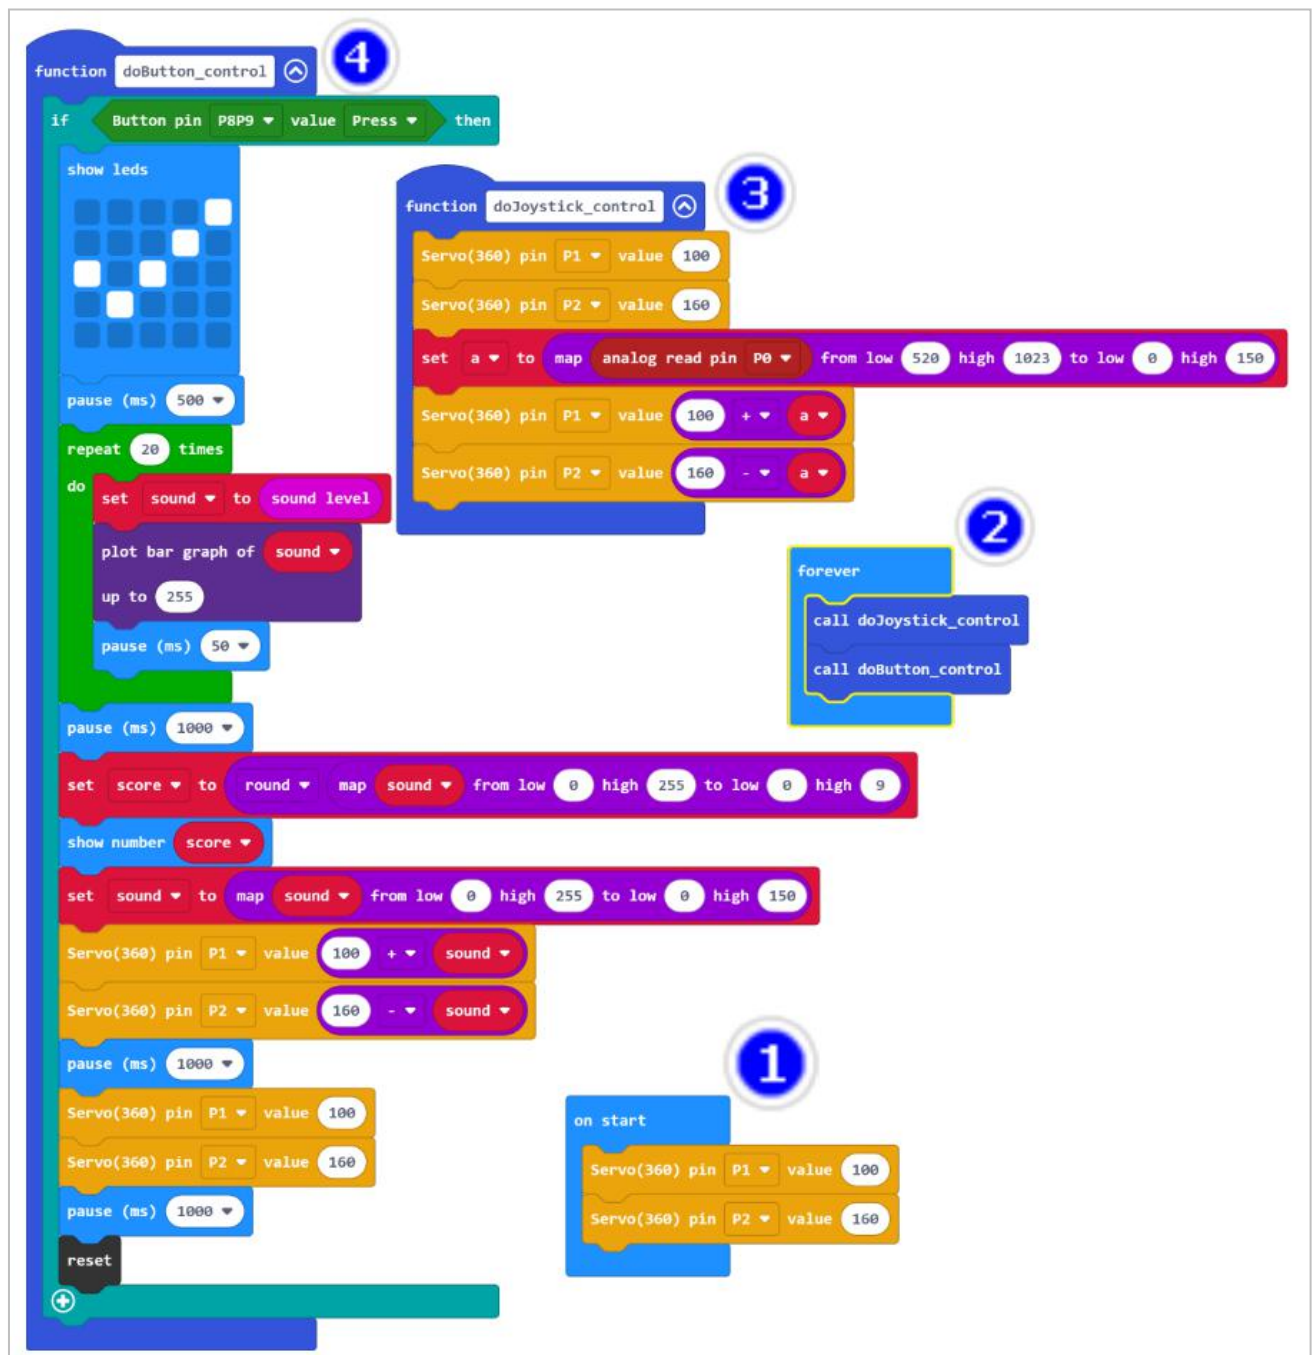 4
function doButton_control
if Button pin P8P9 value Press then
show leds
pause (ms) 500
repeat 20 times
do
set sound to sound level
plot bar graph of sound
up to 255
pause (ms) 50
pause (ms) 1000
set score to round map sound from low 0 high 255 to low 0 high 9
show number score
set sound to map sound from low 0 high 255 to low 0 high 150
Servo(360) pin P1 value 100 + sound
Servo(360) pin P2 value 160 - sound
pause (ms) 1000
Servo(360) pin P1 value 100
Servo(360) pin P2 value 160
pause (ms) 1000
reset
3
function doJoystick_control
Servo(360) pin P1 value 100
Servo(360) pin P2 value 160
set a to map analog read pin P0 from low 520 high 1023 to low 0 high 150
Servo(360) pin P1 value 100 + a
Servo(360) pin P2 value 160 - a
2
forever
call doJoystick_control
call doButton_control
1
on start
Servo(360) pin P1 value 100
Servo(360) pin P2 value 160